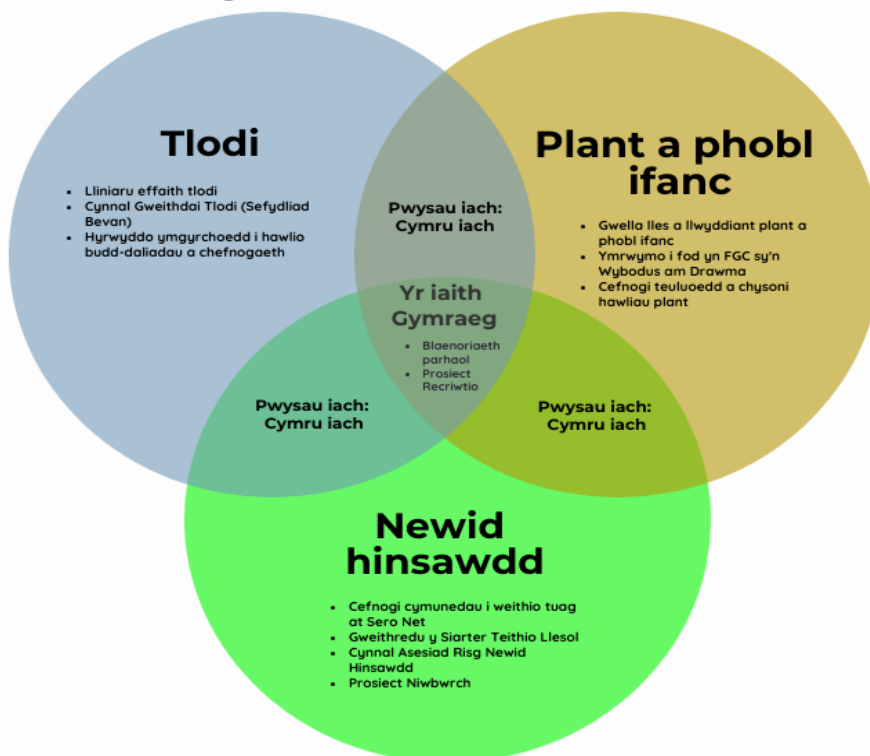 Tlodi
• Lliniaru effaith tlodi
• Cynnal Gweithdai Tlodi (Sefydliad
Bevan)
• Hyrwyddo ymgyrchoedd i hawlio
budd-daliadau a chefnogaeth
Plant a phobl
ifanc
• Gwella lles a llwyddiant plant a
phobl ifanc
• Ymrwymo i fod yn FGC sy'n
Wybodus am Drawma
• Cefnogi teuluoedd a chysoni
hawliau plant
Pwysau iach:
Cymru iach
Yr iaith
Gymraeg
• Blaenoriaeth
parhaol
• Prosiect
Recriwtio
Pwysau iach:
Cymru iach
Pwysau iach:
Cymru iach
Newid
hinsawdd
• Cefnogi cymunedau i weithio tuag
at Sero Net
• Gweithredu y Siarter Teithio Llesol
• Cynnal Asesiad Risg Newid
Hinsawdd
• Prosiect Niwbwrch